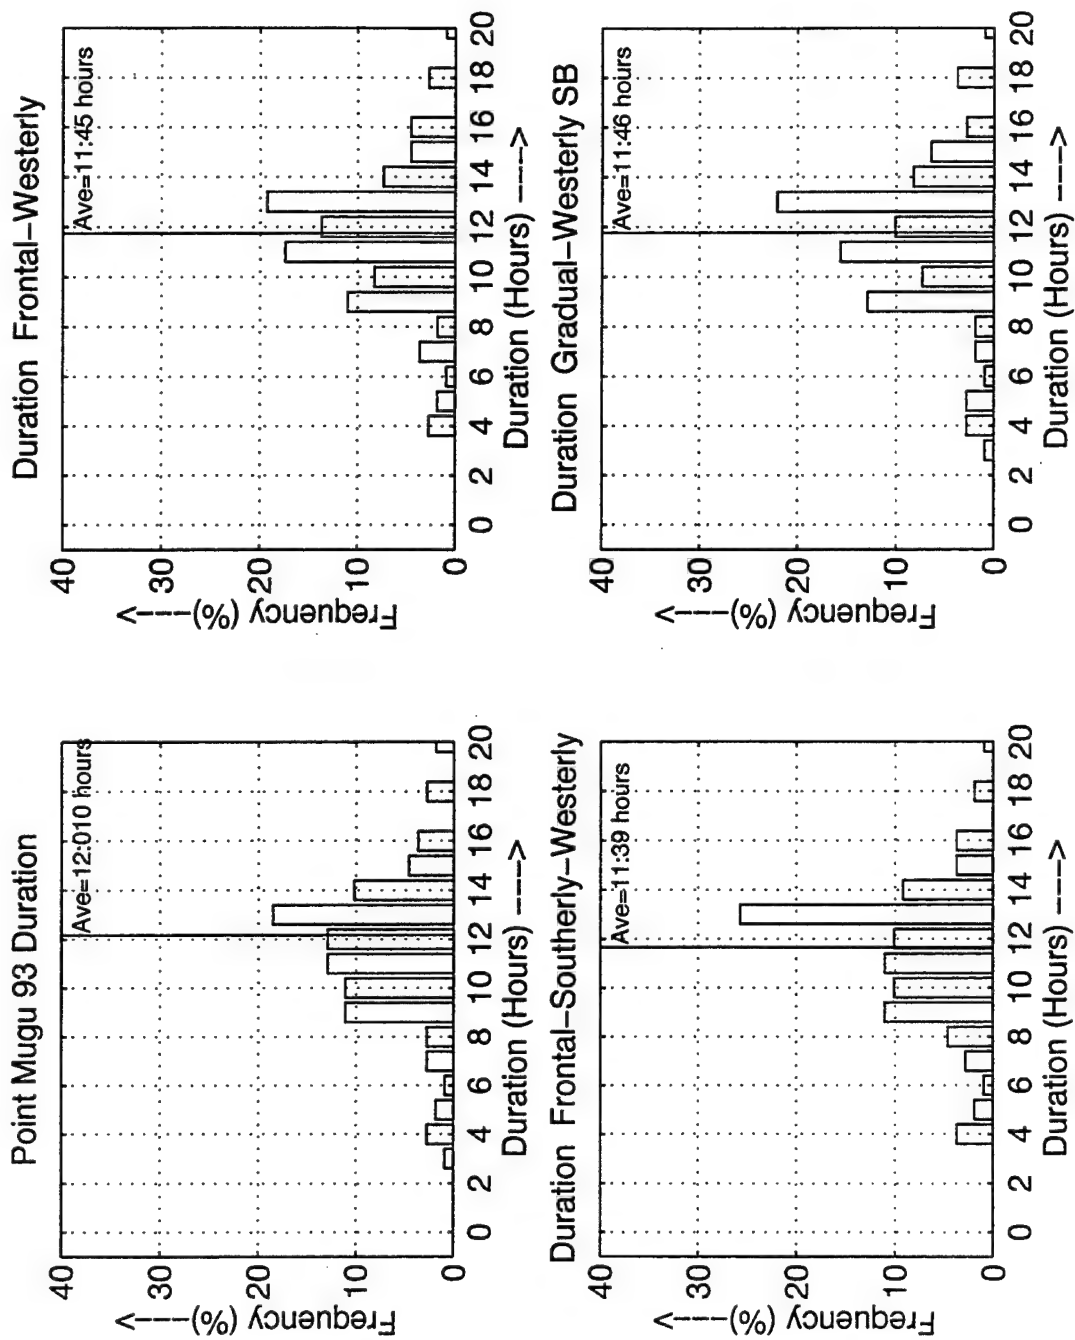 Point Mugu 93 Duration
40
30
20
10
0
Frequency (%)---->
Ave=12:010 hours
0 2 4 6 8 10 12 14 16 18 20
Duration (Hours) ---->
Duration Frontal-Westerly
40
30
20
10
0
Frequency (%)---->
Ave=11:45 hours
0 2 4 6 8 10 12 14 16 18 20
Duration (Hours) ---->
Duration Frontal-Southerly-Westerly
40
30
20
10
0
Frequency (%)---->
Ave=11:39 hours
0 2 4 6 8 10 12 14 16 18 20
Duration (Hours) ---->
Duration Gradual-Westerly SB
40
30
20
10
0
Frequency (%)---->
Ave=11:46 hours
0 2 4 6 8 10 12 14 16 18 20
Duration (Hours) ---->